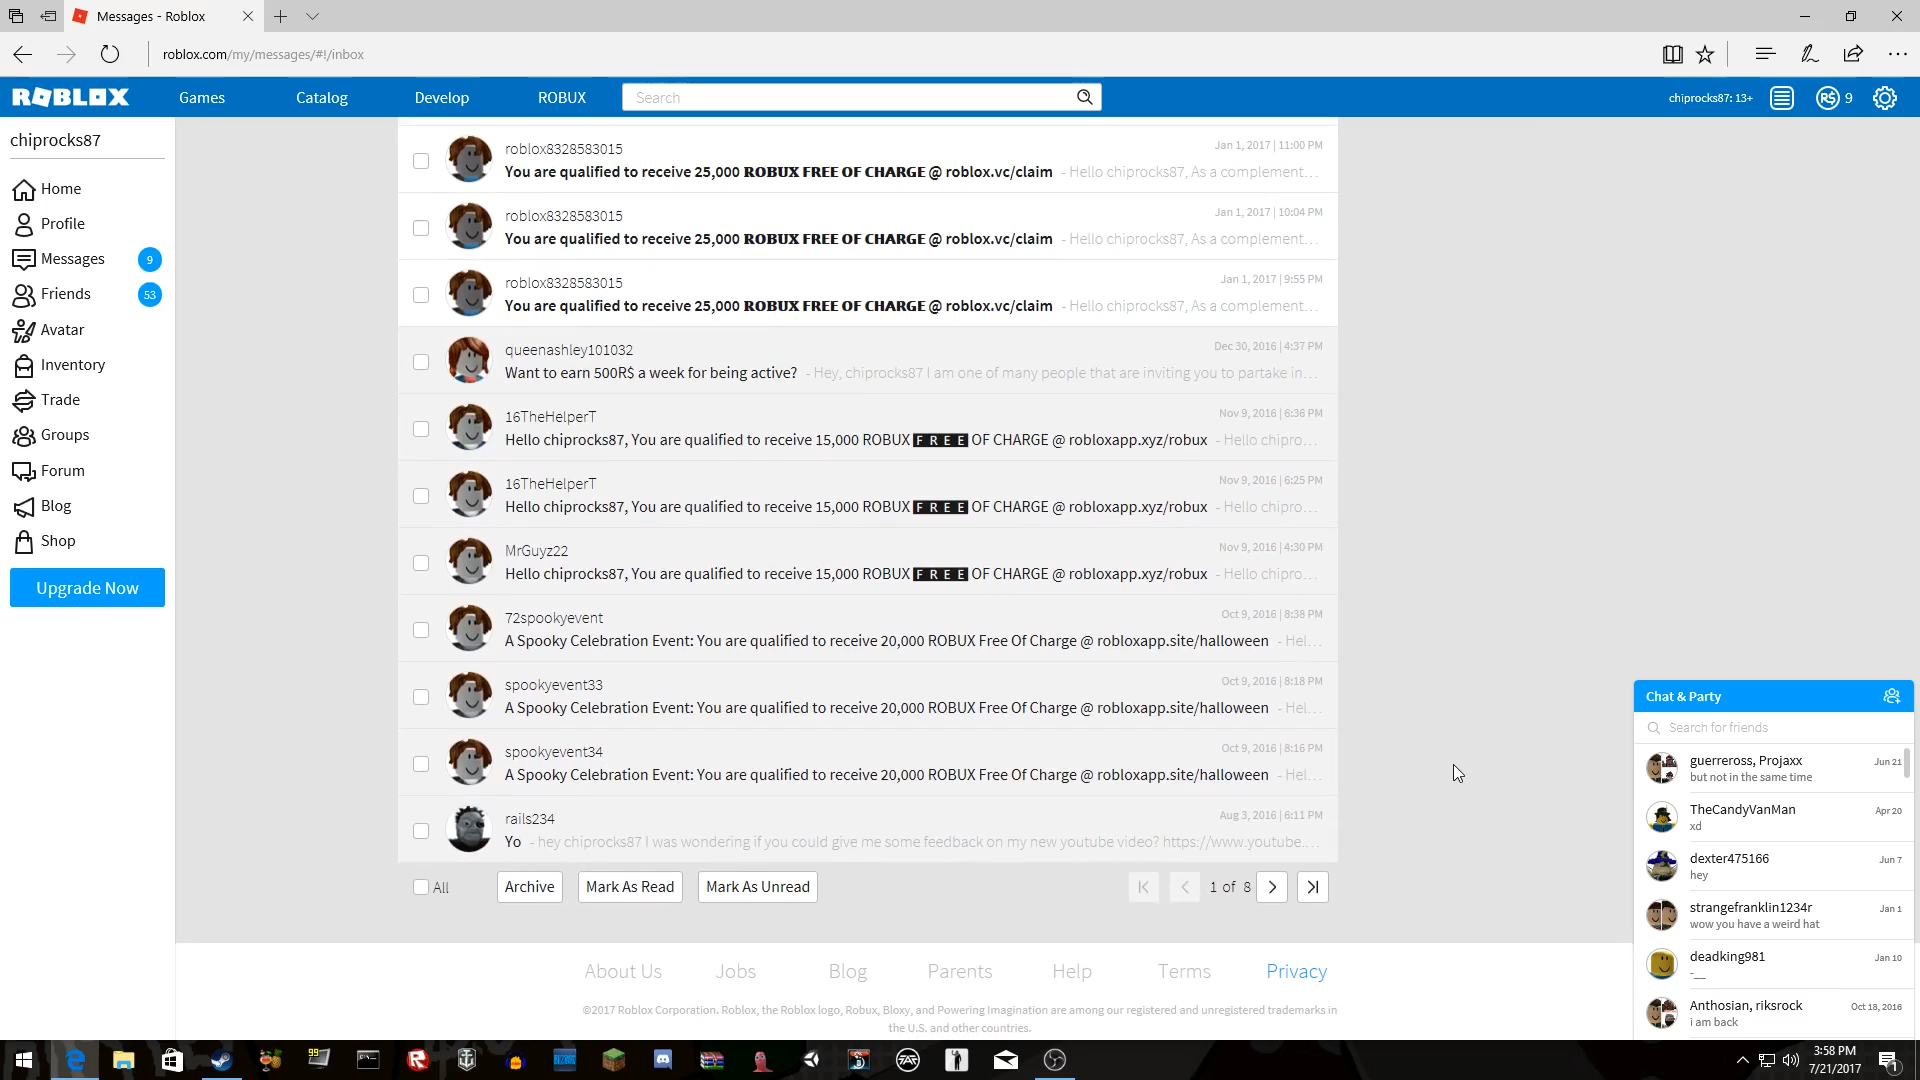 Messages - Roblox
roblox.com/my/messages/#!/inbox
ROBLOX
Games
Catalog
Develop
ROBUX
Search
chiprocks87: 13+
R$ 9
chiprocks87
Home
Profile
Messages 9
Friends 53
Avatar
Inventory
Trade
Groups
Forum
Blog
Shop
Upgrade Now
roblox8328583015
Jan 1, 2017 | 11:00 PM
You are qualified to receive 25,000 ROBUX FREE OF CHARGE @ roblox.vc/claim - Hello chiprocks87, As a complement...
roblox8328583015
Jan 1, 2017 | 10:04 PM
You are qualified to receive 25,000 ROBUX FREE OF CHARGE @ roblox.vc/claim - Hello chiprocks87, As a complement...
roblox8328583015
Jan 1, 2017 | 9:55 PM
You are qualified to receive 25,000 ROBUX FREE OF CHARGE @ roblox.vc/claim - Hello chiprocks87, As a complement...
queenashley101032
Dec 30, 2016 | 4:37 PM
Want to earn 500R$ a week for being active? - Hey, chiprocks87 I am one of many people that are inviting you to partake in...
16TheHelperT
Nov 9, 2016 | 6:36 PM
Hello chiprocks87, You are qualified to receive 15,000 ROBUX FREE OF CHARGE @ robloxapp.xyz/robux - Hello chipro...
16TheHelperT
Nov 9, 2016 | 6:25 PM
Hello chiprocks87, You are qualified to receive 15,000 ROBUX FREE OF CHARGE @ robloxapp.xyz/robux - Hello chipro...
MrGuyz22
Nov 9, 2016 | 4:30 PM
Hello chiprocks87, You are qualified to receive 15,000 ROBUX FREE OF CHARGE @ robloxapp.xyz/robux - Hello chipro...
72spookyevent
Oct 9, 2016 | 8:38 PM
A Spooky Celebration Event: You are qualified to receive 20,000 ROBUX Free Of Charge @ robloxapp.site/halloween - Hel...
spookyevent33
Oct 9, 2016 | 8:18 PM
A Spooky Celebration Event: You are qualified to receive 20,000 ROBUX Free Of Charge @ robloxapp.site/halloween - Hel...
spookyevent34
Oct 9, 2016 | 8:16 PM
A Spooky Celebration Event: You are qualified to receive 20,000 ROBUX Free Of Charge @ robloxapp.site/halloween - Hel...
rails234
Aug 3, 2016 | 6:11 PM
Yo - hey chiprocks87 I was wondering if you could give me some feedback on my new youtube video? https://www.youtube....
All
Archive
Mark As Read
Mark As Unread
1 of 8
About Us
Jobs
Blog
Parents
Help
Terms
Privacy
©2017 Roblox Corporation. Roblox, the Roblox logo, Robux, Bloxy, and Powering Imagination are among our registered and unregistered trademarks in
the U.S. and other countries.
Chat & Party
Search for friends
guerreross, Projaxx Jun 21
but not in the same time
TheCandyVanMan Apr 20
xd
dexter475166 Jun 7
hey
strangefranklin1234r Jan 1
wow you have a weird hat
deadking981 Jan 10
-__
Anthosian, riksrock Oct 18, 2016
i am back
99
3:58 PM
7/21/2017
1